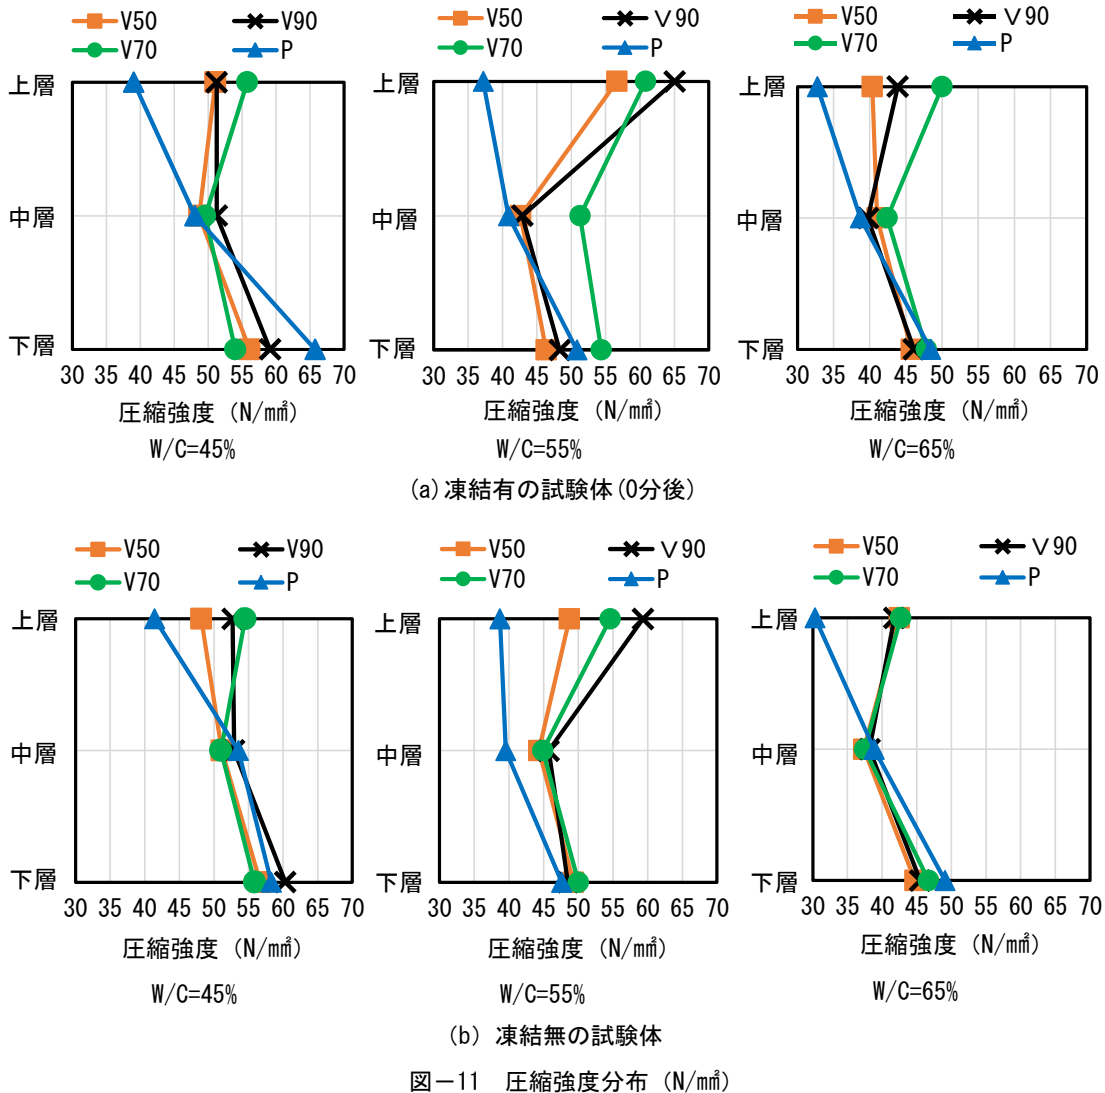 V50 V90 V50 V90 V50 V90
V70 P V70 P V70 P
上層 上層 上層
中層 中層 中層
下層 下層 下層
30 35 40 45 50 55 60 65 70 30 35 40 45 50 55 60 65 70 30 35 40 45 50 55 60 65 70
圧縮強度 (N/m㎡) 圧縮強度 (N/m㎡) 圧縮強度 (N/m㎡)
W/C=45% W/C=55% W/C=65%
(a)凍結有の試験体(0分後)
V50 V90 V50 V90 V50 V90
V70 P V70 P V70 P
上層 上層 上層
中層 中層 中層
下層 下層 下層
30 35 40 45 50 55 60 65 70 30 35 40 45 50 55 60 65 70 30 35 40 45 50 55 60 65 70
圧縮強度 (N/m㎡) 圧縮強度 (N/m㎡) 圧縮強度 (N/m㎡)
W/C=45% W/C=55% W/C=65%
(b) 凍結無の試験体
図－11 圧縮強度分布 (N/m㎡)